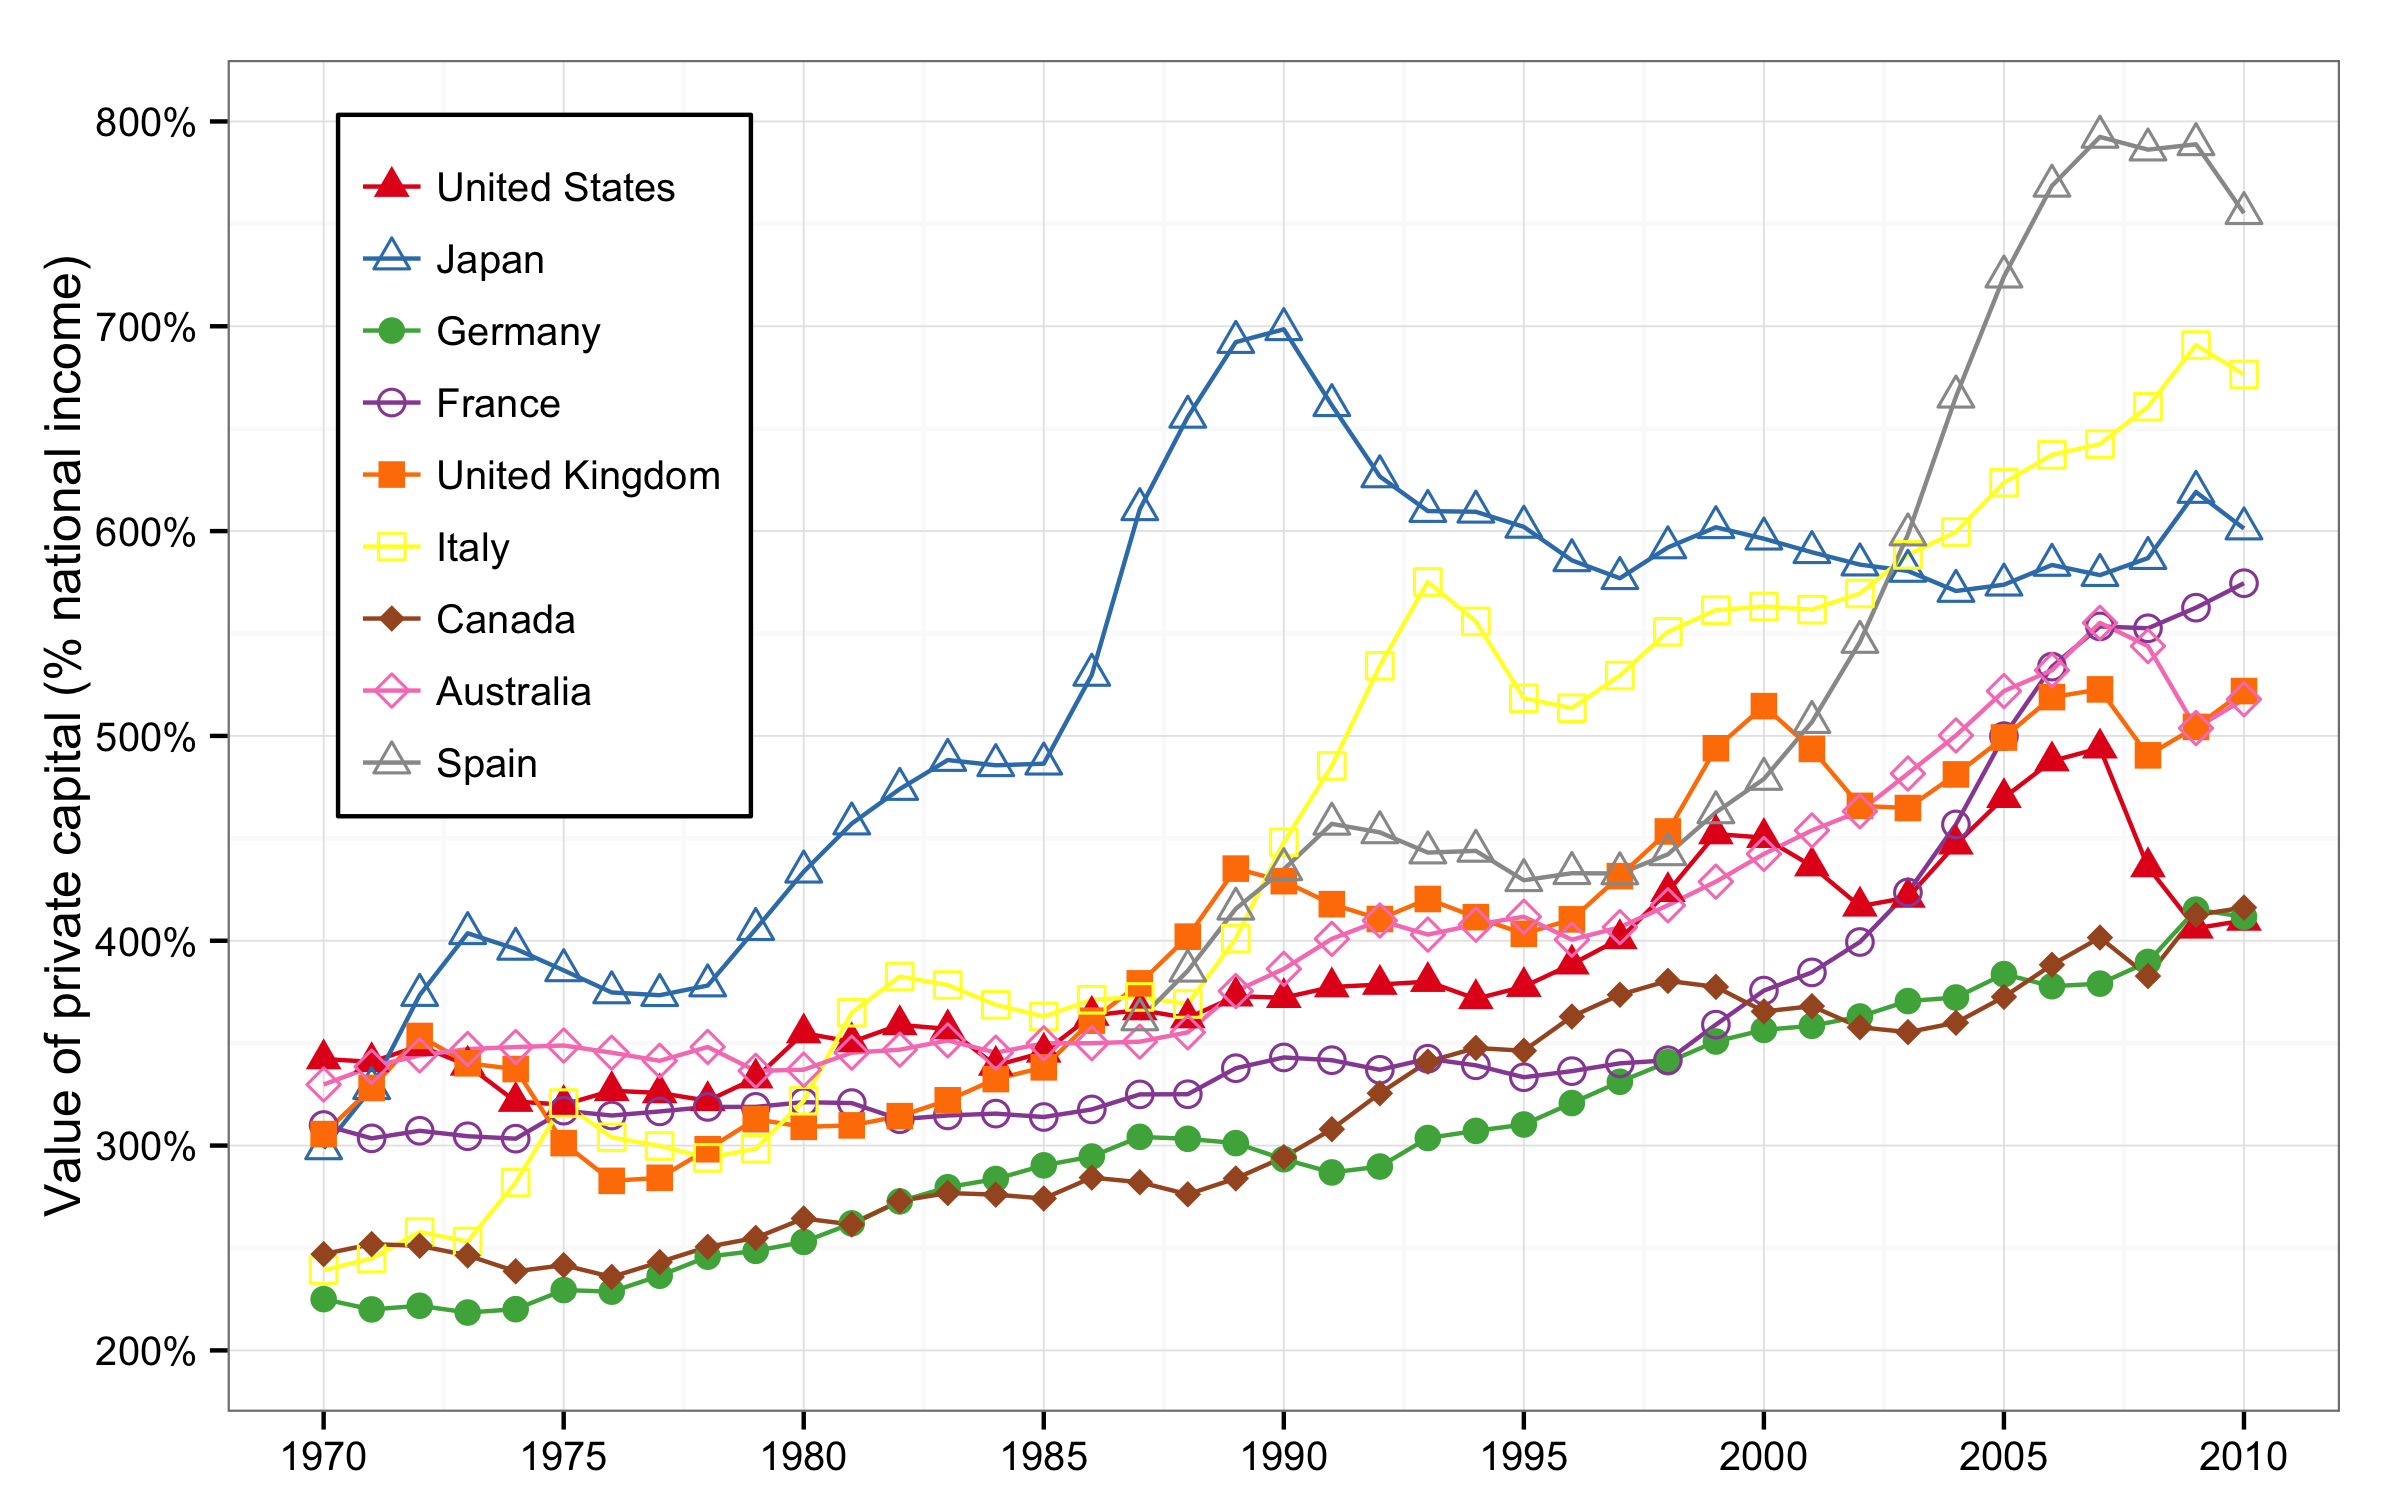 Value of private capital (% national income)
800%
700%
600%
500%
400%
300%
200%
United States
Japan
Germany
France
United Kingdom
Italy
Canada
Australia
Spain
1970 1975 1980 1985 1990 1995 2000 2005 2010